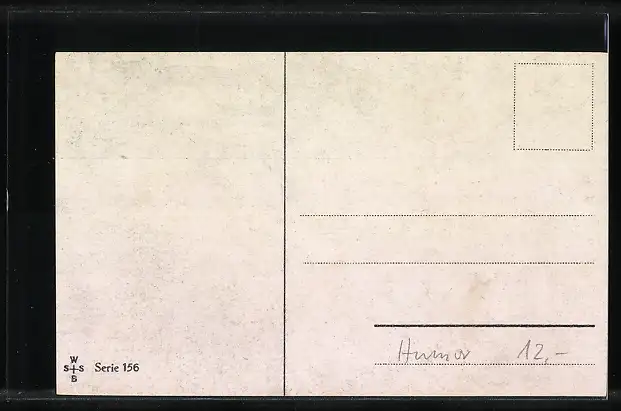 W
S S
B
Serie 156
Humor 12,-